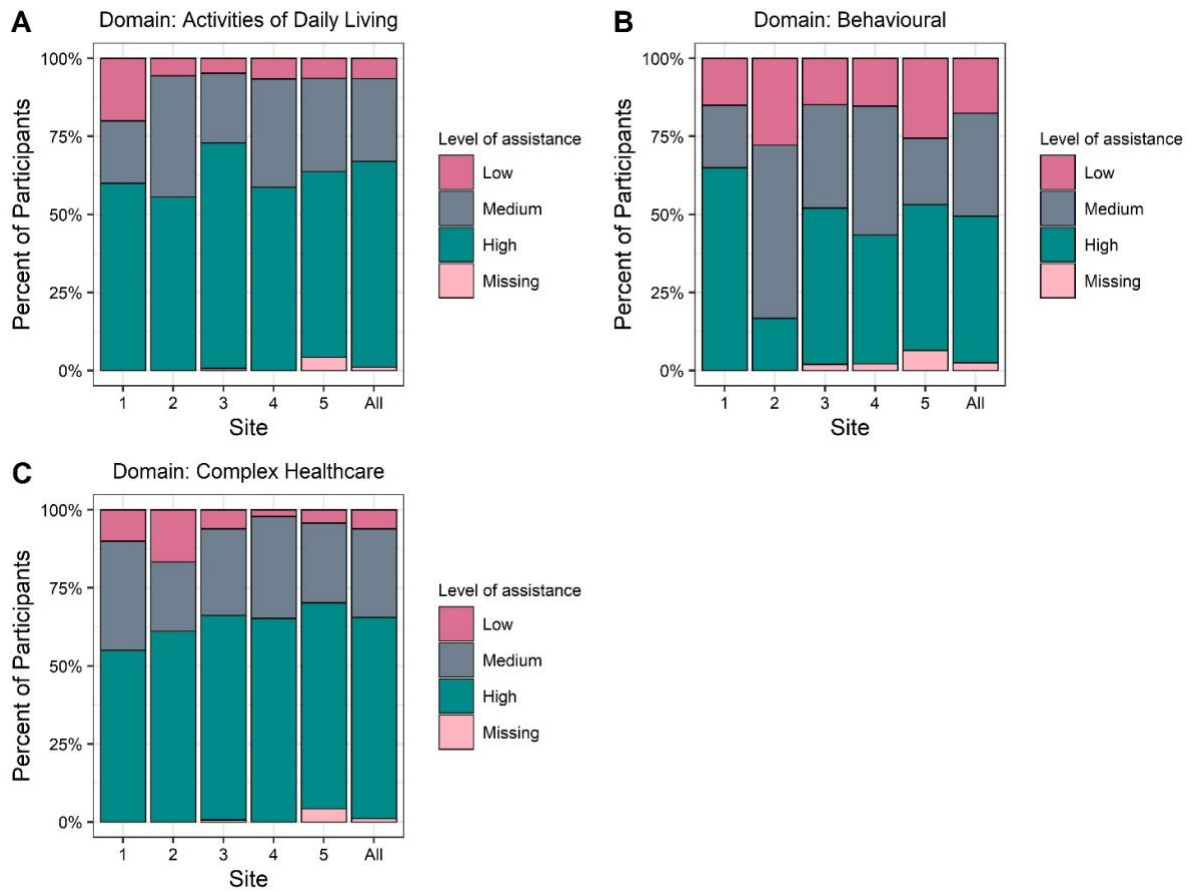 A
Domain: Activities of Daily Living
Percent of Participants
100%
75%
50%
25%
0%
1 2 3 4 5 All
Site
Level of assistance
Low
Medium
High
Missing
B
Domain: Behavioural
Percent of Participants
100%
75%
50%
25%
0%
1 2 3 4 5 All
Site
Level of assistance
Low
Medium
High
Missing
C
Domain: Complex Healthcare
Percent of Participants
100%
75%
50%
25%
0%
1 2 3 4 5 All
Site
Level of assistance
Low
Medium
High
Missing